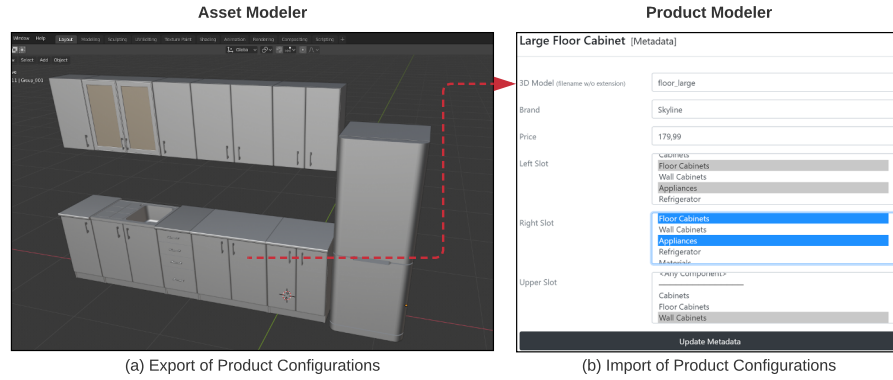 Asset Modeler
Product Modeler
Window Help Layout Modeling Sculpting UV Editing Texture Paint Shading Animation Rendering Compositing Scripting +
Global
Select Add Object
11 | Group_001
Large Floor Cabinet [Metadata]
3D Model (filename w/o extension) floor_large
Brand Skyline
Price 179,99
Left Slot
Cabinets
Floor Cabinets
Wall Cabinets
Appliances
Refrigerator
Right Slot
Floor Cabinets
Wall Cabinets
Appliances
Refrigerator
Materials
Upper Slot
<Any Component>
Cabinets
Floor Cabinets
Wall Cabinets
Update Metadata
(a) Export of Product Configurations
(b) Import of Product Configurations